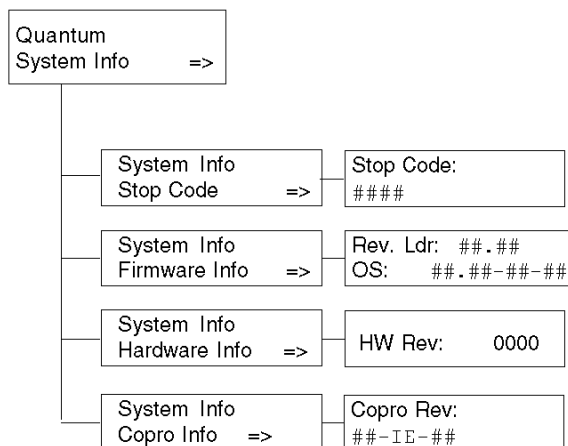 Quantum
System Info =>
System Info
Stop Code =>
Stop Code:
####
System Info
Firmware Info =>
Rev. Ldr: ##.##
OS: ##.##-##-##
System Info
Hardware Info =>
HW Rev: 0000
System Info
Copro Info =>
Copro Rev:
##-IE-##